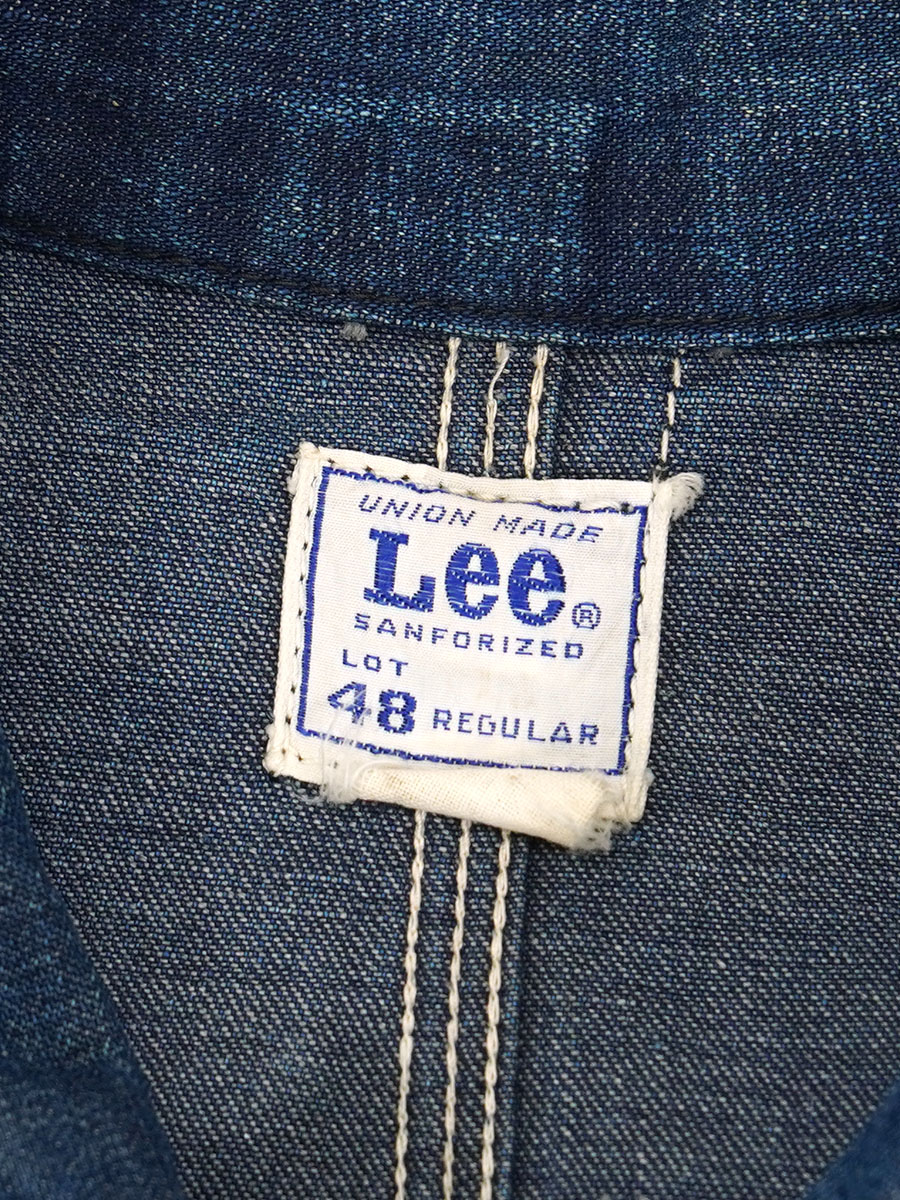 UNION MADE
Lee®
SANFORIZED
LOT
48 REGULAR